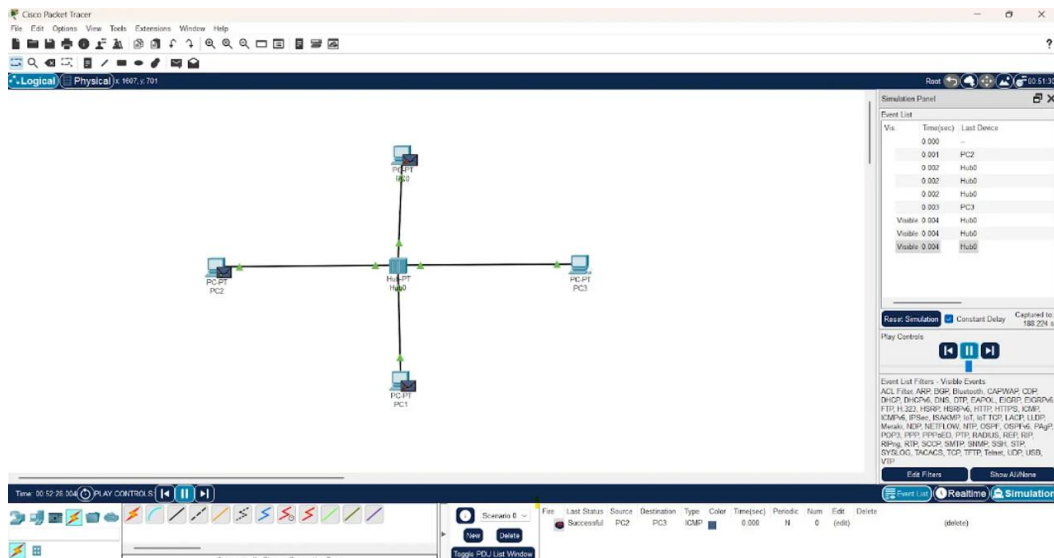 Cisco Packet Tracer
File Edit Options View Tools Extensions Window Help
?
Logical Physical x: 1607, y: 701
Root 00:51:30
Simulation Panel
Event List
Vis. Time(sec) Last Device
0.000 --
0.001 PC2
0.002 Hub0
0.002 Hub0
0.002 Hub0
0.003 PC3
Visible 0.004 Hub0
Visible 0.004 Hub0
Visible 0.004 Hub0
PC-PT
PC-PT
PC2
Hub-PT
Hub0
PC-PT
PC3
PC-PT
PC1
Reset Simulation Constant Delay Captured to:
188.224 s
Play Controls
Event List Filters - Visible Events
ACL Filter, ARP, BGP, Bluetooth, CAPWAP, CDP,
DHCP, DHCPv6, DNS, DTP, EAPOL, EIGRP, EIGRPv6,
FTP, H.323, HSRP, HSRPv6, HTTP, HTTPS, ICMP,
ICMPv6, IPSec, ISAKMP, IoT, IoT TCP, LACP, LLDP,
Meraki, NDP, NETFLOW, NTP, OSPF, OSPFv6, PAgP,
POP3, PPP, PPPoED, PTP, RADIUS, REP, RIP,
RIPng, RTP, SCCP, SMTP, SNMP, SSH, STP,
SYSLOG, TACACS, TCP, TFTP, Telnet, UDP, USB,
VTP
Edit Filters Show All/None
Time: 00:52:28.004 PLAY CONTROLS: Event List Realtime Simulation
Scenario 0 Fire Last Status Source Destination Type Color Time(sec) Periodic Num Edit Delete
Successful PC2 PC3 ICMP 0.000 N 0 (edit) (delete)
New Delete
Toggle PDU List Window